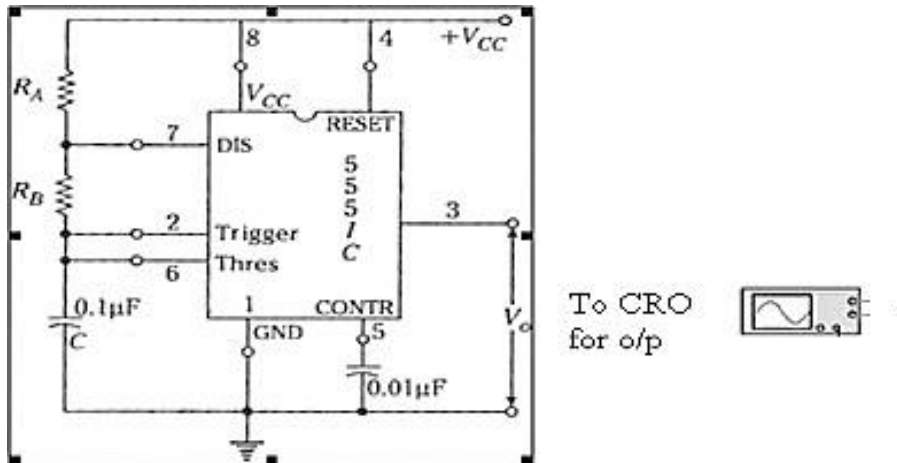 8
4
+VCC
RA
VCC
RESET
7
DIS
RB
5
5
5
I
C
3
2
Trigger
6
Thres
0.1μF
C
1
CONTR
GND
5
0.01μF
Vo
To CRO
for o/p